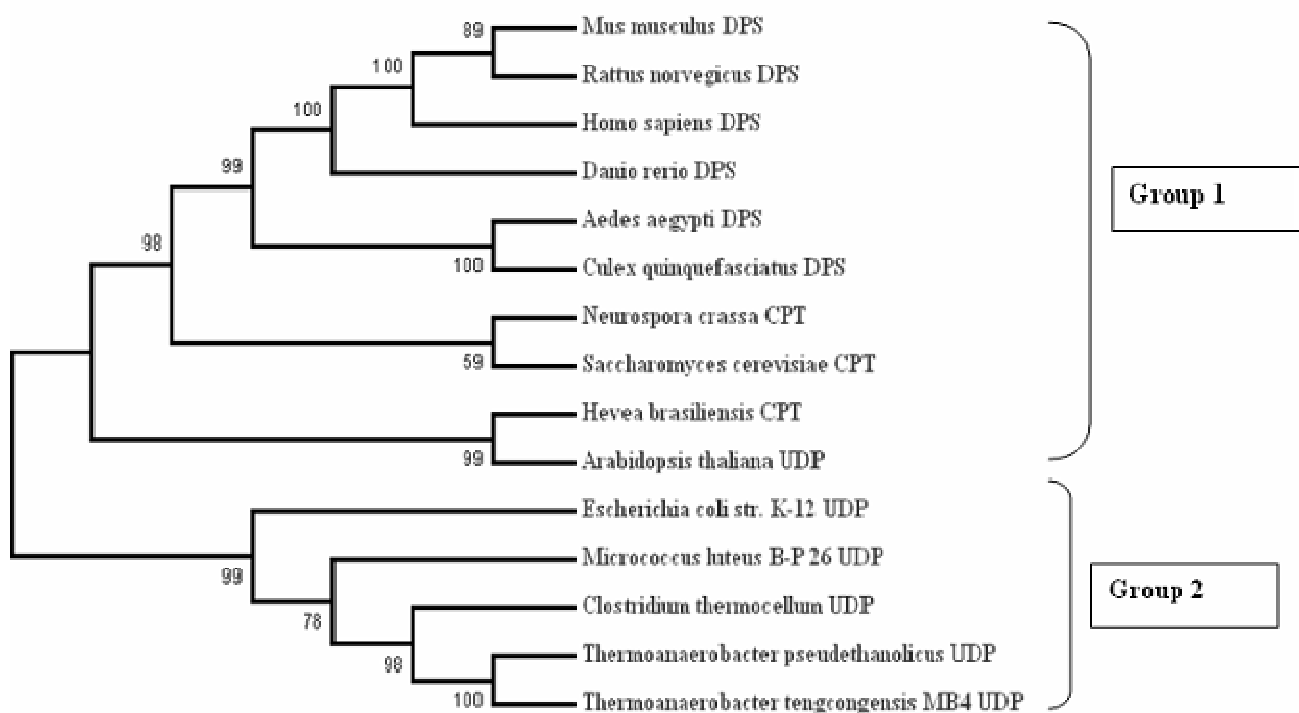 89
Mus musculus DPS
100
Rattus norvegicus DPS
100
Homo sapiens DPS
99
Danio rerio DPS
Group 1
98
Aedes aegypti DPS
100
Culex quinquefasciatus DPS
Neurospora crassa CPT
59
Saccharomyces cerevisiae CPT
Hevea brasiliensis CPT
99
Arabidopsis thaliana UDP
Escherichia coli str. K-12 UDP
99
Micrococcus luteus B-P 26 UDP
Group 2
78
Clostridium thermocellum UDP
98
Thermoanaerobacter pseudethanolicus UDP
100
Thermoanaerobacter tengcongensis MB4 UDP